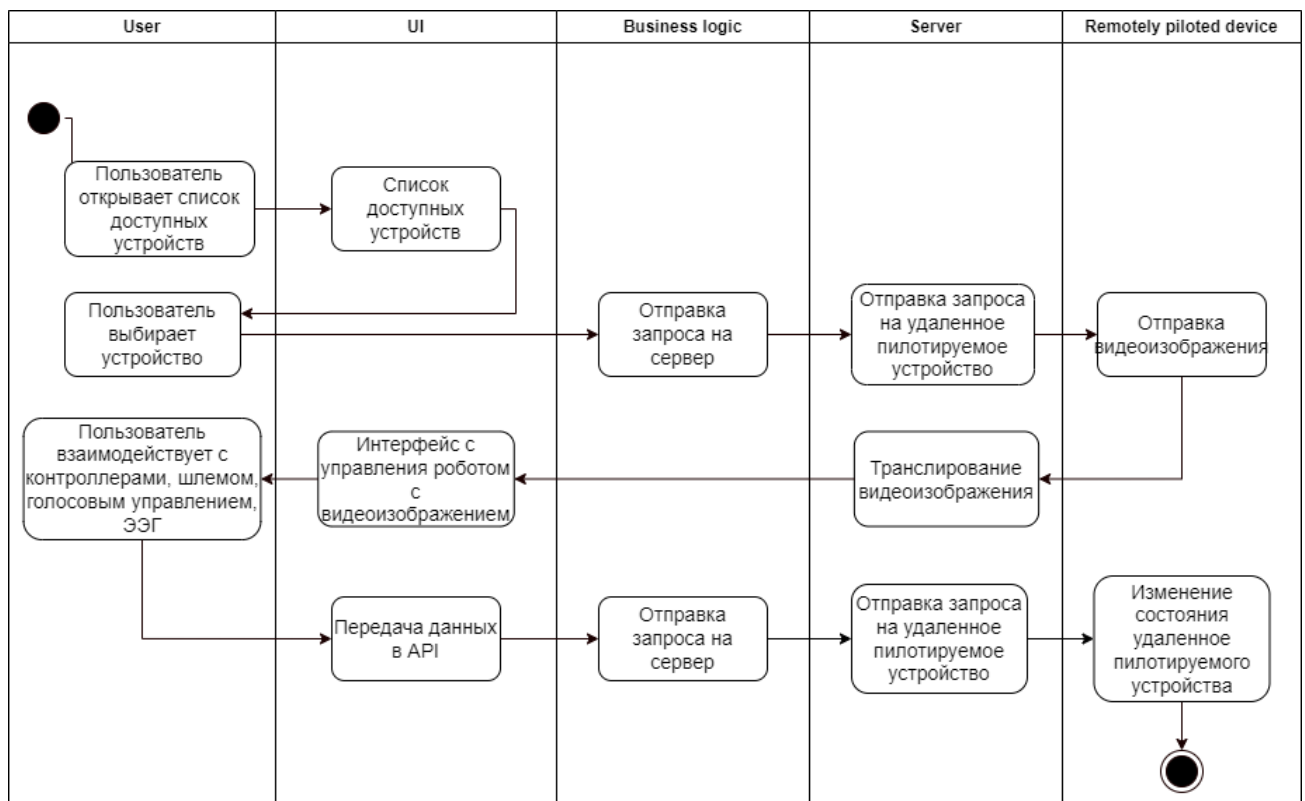 User
UI
Business logic
Server
Remotely piloted device
Пользователь
открывает список
доступных
устройств
Список
доступных
устройств
Пользователь
выбирает
устройство
Отправка
запроса на
сервер
Отправка запроса
на удаленное
пилотируемое
устройство
Отправка
видеоизображения
Пользователь
взаимодействует с
контроллерами, шлемом,
голосовым управлением,
ЭЭГ
Интерфейс с
управления роботом
с
видеоизображением
Транслирование
видеоизображения
Передача данных
в API
Отправка
запроса на
сервер
Отправка запроса
на удаленное
пилотируемое
устройство
Изменение
состояния
удаленное
пилотируемого
устройства